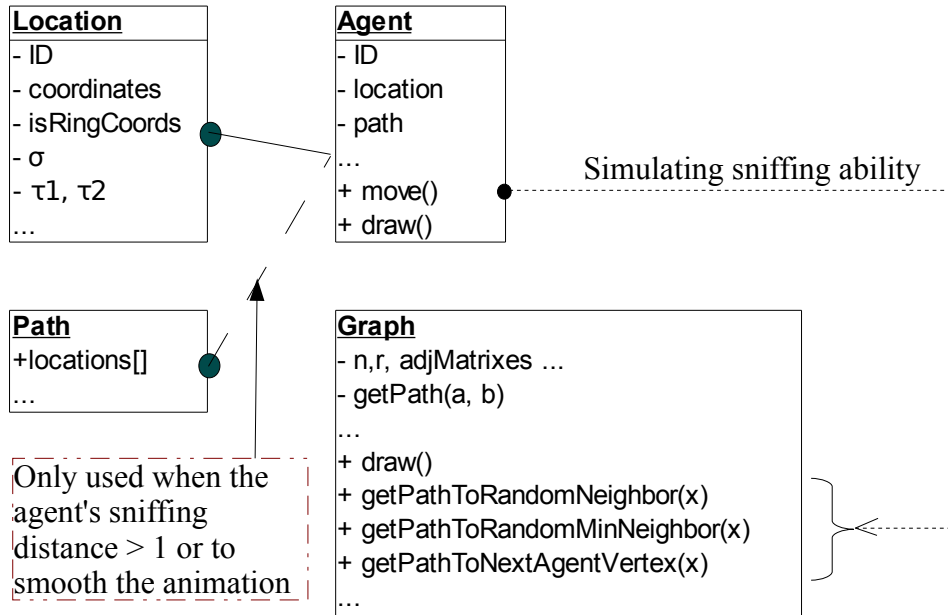 Location
- ID
- coordinates
- isRingCoords
- σ
- τ1, τ2
...
Agent
- ID
- location
- path
...
+ move()
+ draw()
Simulating sniffing ability
Path
+locations[]
...
Graph
- n,r, adjMatrixes ...
- getPath(a, b)
...
+ draw()
+ getPathToRandomNeighbor(x)
+ getPathToRandomMinNeighbor(x)
+ getPathToNextAgentVertex(x)
...
Only used when the
agent's sniffing
distance > 1 or to
smooth the animation